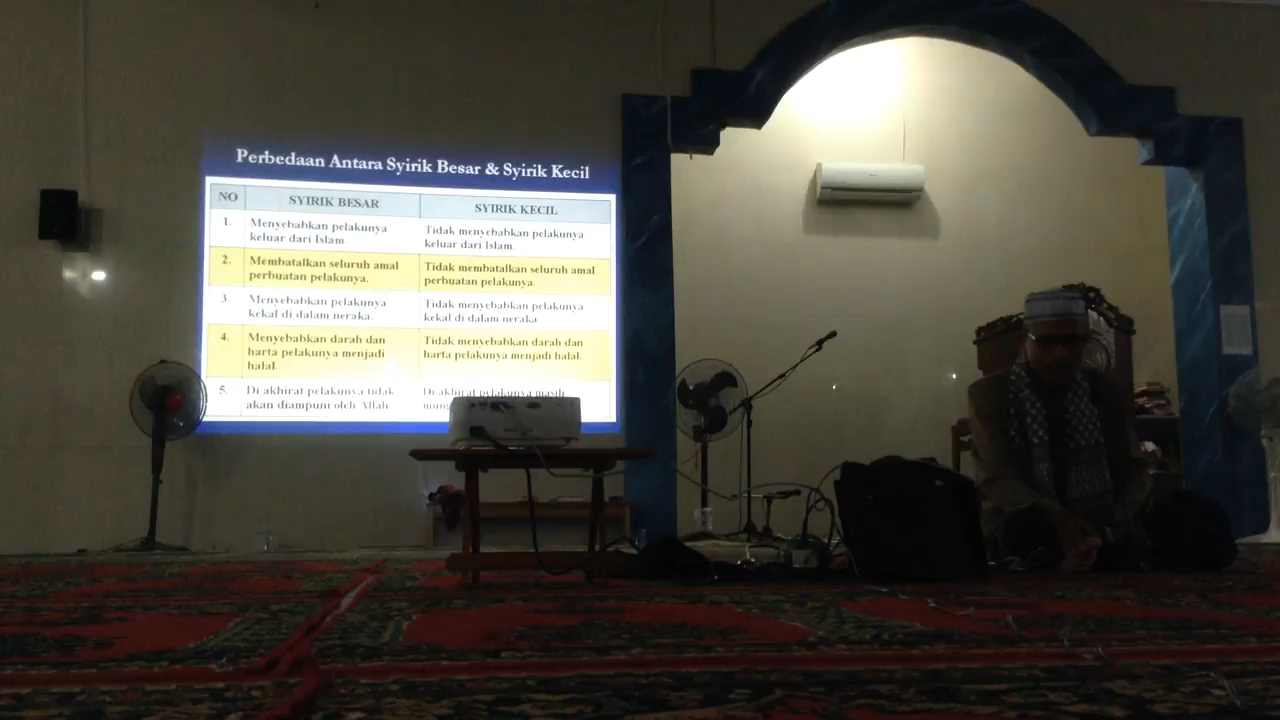 Perbedaan Antara Syirik Besar & Syirik Kecil
NO SYIRIK BESAR SYIRIK KECIL
1. Menyebabkan pelakunya Tidak menyebabkan pelakunya
keluar dari Islam. keluar dari Islam.
2. Membatalkan seluruh amal Tidak membatalkan seluruh amal
perbuatan pelakunya. perbuatan pelakunya.
3. Menyebabkan pelakunya Tidak menyebabkan pelakunya
kekal di dalam neraka. kekal di dalam neraka
4. Menyebabkan darah dan Tidak menyebabkan darah dan
harta pelakunya menjadi harta pelakunya menjadi halal.
halal.
5. Di akhirat pelakunya tidak Di akhirat pelakunya masih
akan diampuni oleh Allah